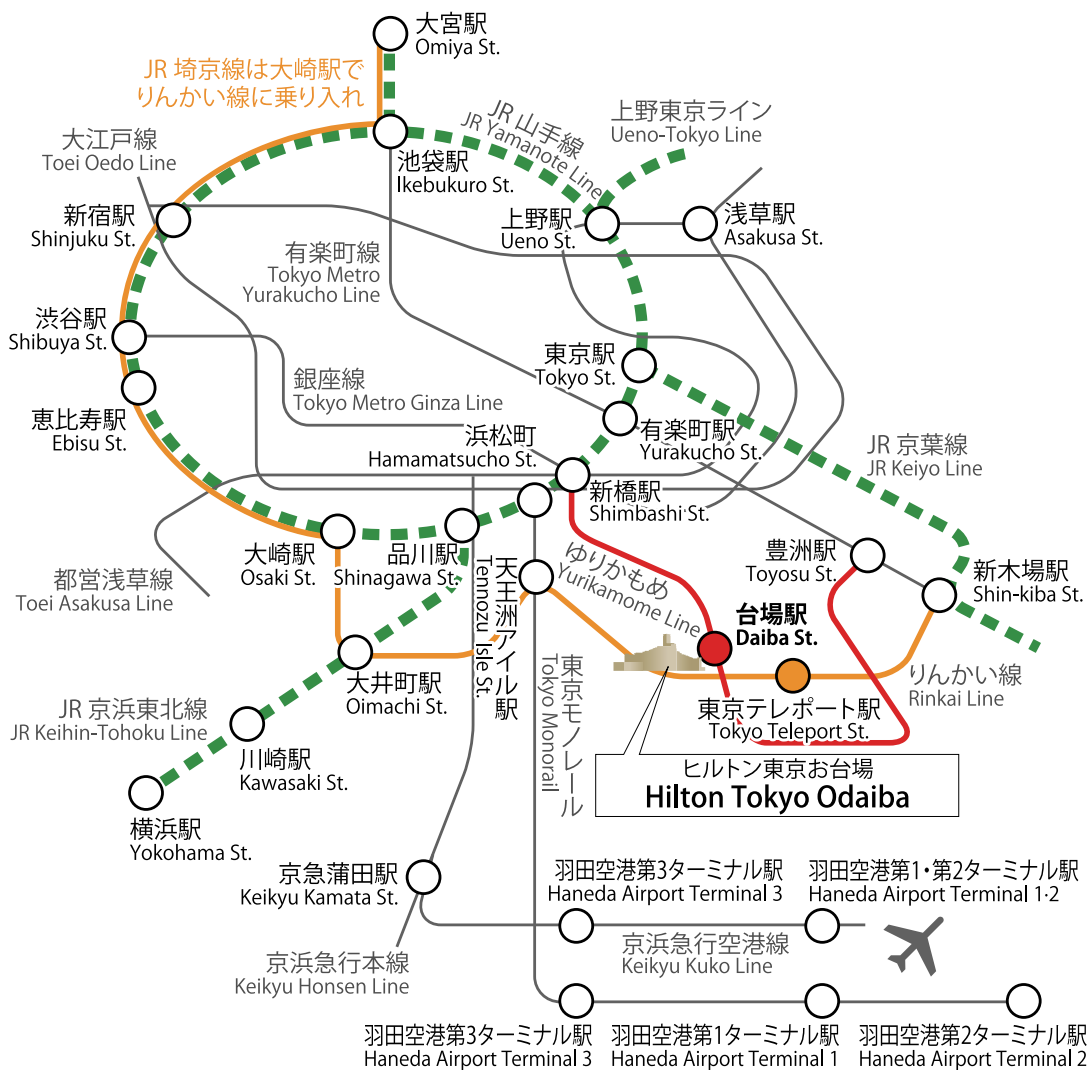 大宮駅
Omiya St.
JR 埼京線は大崎駅で
りんかい線に乗り入れ
大江戸線
Toei Oedo Line
JR 山手線
JR Yamanote Line
上野東京ライン
Ueno-Tokyo Line
池袋駅
Ikebukuro St.
新宿駅
Shinjuku St.
上野駅
Ueno St.
浅草駅
Asakusa St.
有楽町線
Tokyo Metro
Yurakucho Line
渋谷駅
Shibuya St.
東京駅
Tokyo St.
銀座線
Tokyo Metro Ginza Line
恵比寿駅
Ebisu St.
浜松町
Hamamatsucho St.
有楽町駅
Yurakucho St.
JR 京葉線
JR Keiyo Line
新橋駅
Shimbashi St.
大崎駅
Osaki St.
品川駅
Shinagawa St.
天王洲アイル駅
Tennozu Isle St.
ゆりかもめ
Yurikamome Line
豊洲駅
Toyosu St.
新木場駅
Shin-kiba St.
都営浅草線
Toei Asakusa Line
台場駅
Daiba St.
大井町駅
Oimachi St.
東京モノレール
Tokyo Monorail
東京テレポート駅
Tokyo Teleport St.
りんかい線
Rinkai Line
JR 京浜東北線
JR Keihin-Tohoku Line
川崎駅
Kawasaki St.
ヒルトン東京お台場
Hilton Tokyo Odaiba
横浜駅
Yokohama St.
京急蒲田駅
Keikyu Kamata St.
羽田空港第3ターミナル駅
Haneda Airport Terminal 3
羽田空港第1・第2ターミナル駅
Haneda Airport Terminal 1·2
京浜急行本線
Keikyu Honsen Line
京浜急行空港線
Keikyu Kuko Line
羽田空港第3ターミナル駅
Haneda Airport Terminal 3
羽田空港第1ターミナル駅
Haneda Airport Terminal 1
羽田空港第2ターミナル駅
Haneda Airport Terminal 2